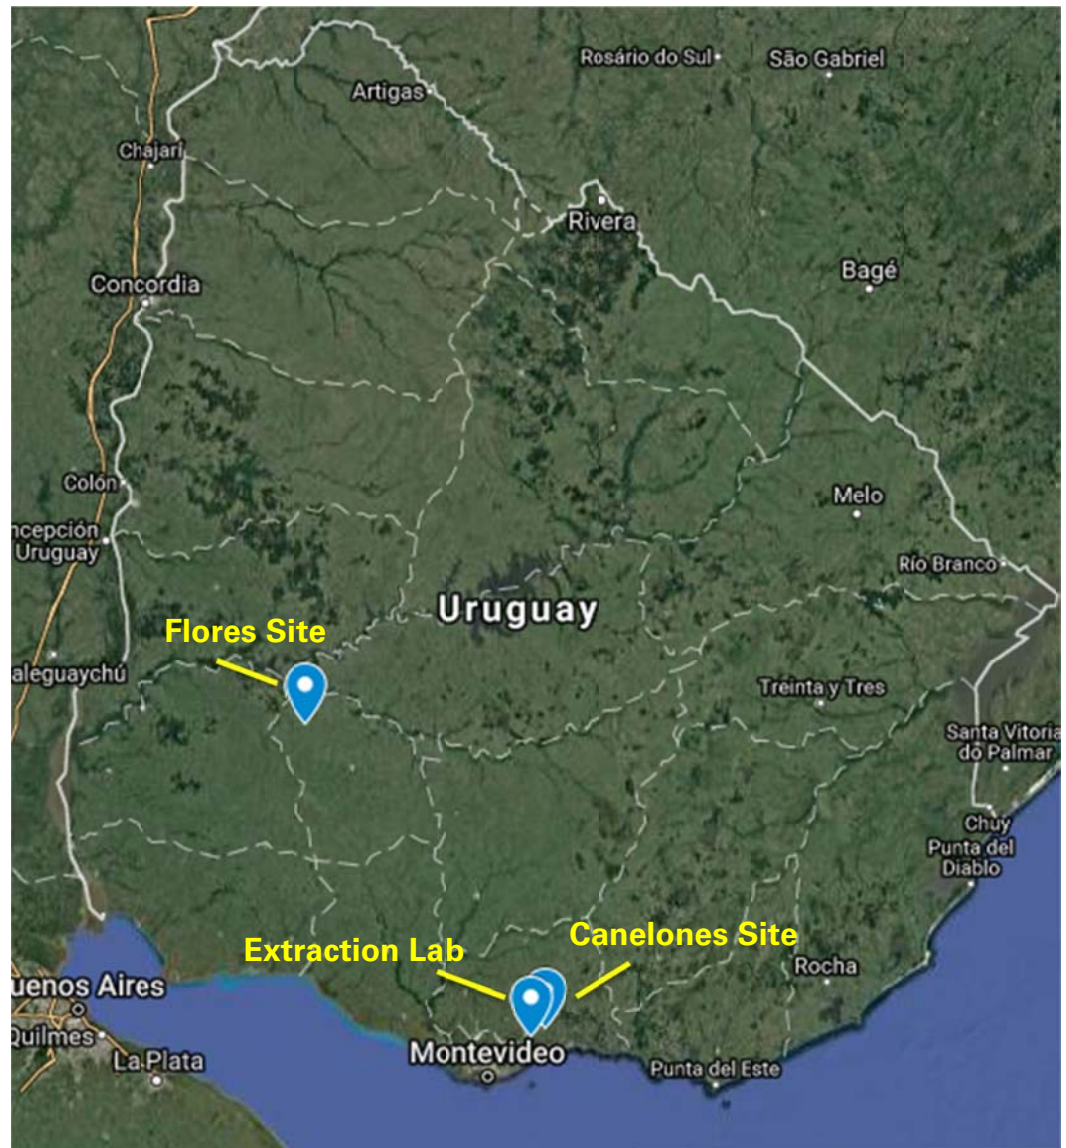 Rosário do Sul
São Gabriel
Artigas
Chajarí
Rivera
Bagé
Concordia
Colón
Melo
ncepción
Uruguay
Río Branco
Uruguay
Flores Site
aleguaychú
Treinta y Tres
Santa Vitoria
do Palmar
Chuy
Punta del
Diablo
Canelones Site
Extraction Lab
Rocha
uenos Aires
Quilmes
Montevideo
La Plata
Punta del Este